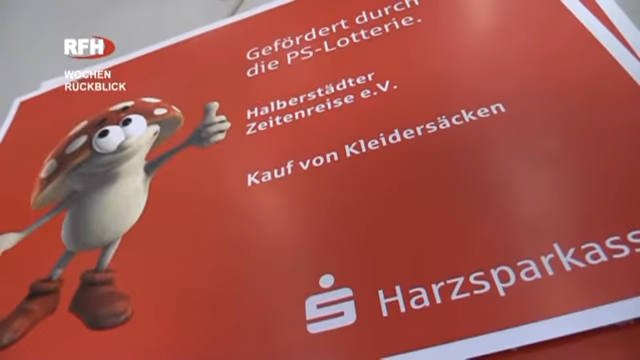 RFH
WOCHEN
RÜCKBLICK
Gefördert durch
die PS-Lotterie.
Halberstädter
Zeitenreise e.V.
Kauf von Kleidersäcken
Harzsparkass